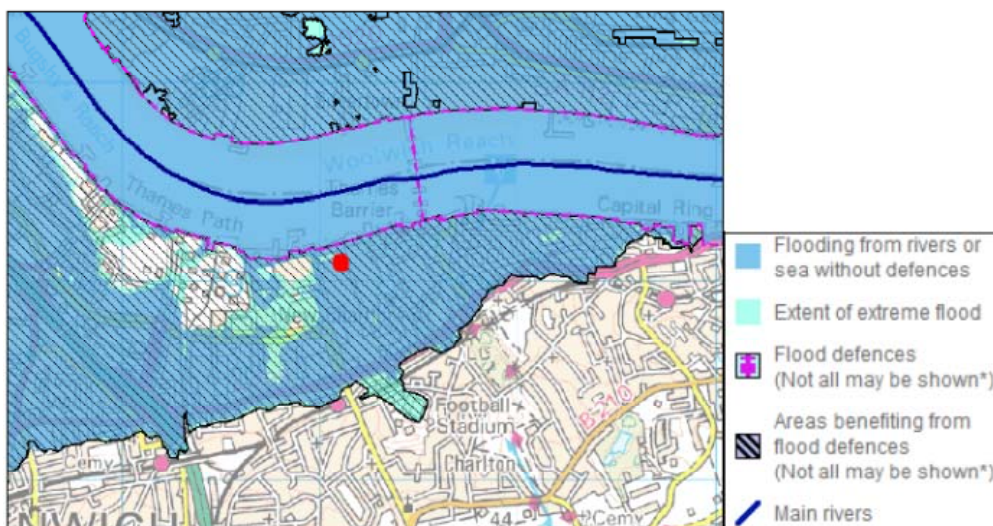 Bugsby's Reach
Woolwich Reach
Thames Path
Thames
Barrier
Capital Ring
Football
Stadium
B-210
Charlton
Cemy
NWICH
44
Cemy
Flooding from rivers or
sea without defences
Extent of extreme flood
Flood defences
(Not all may be shown*)
Areas benefiting from
flood defences
(Not all may be shown*)
Main rivers